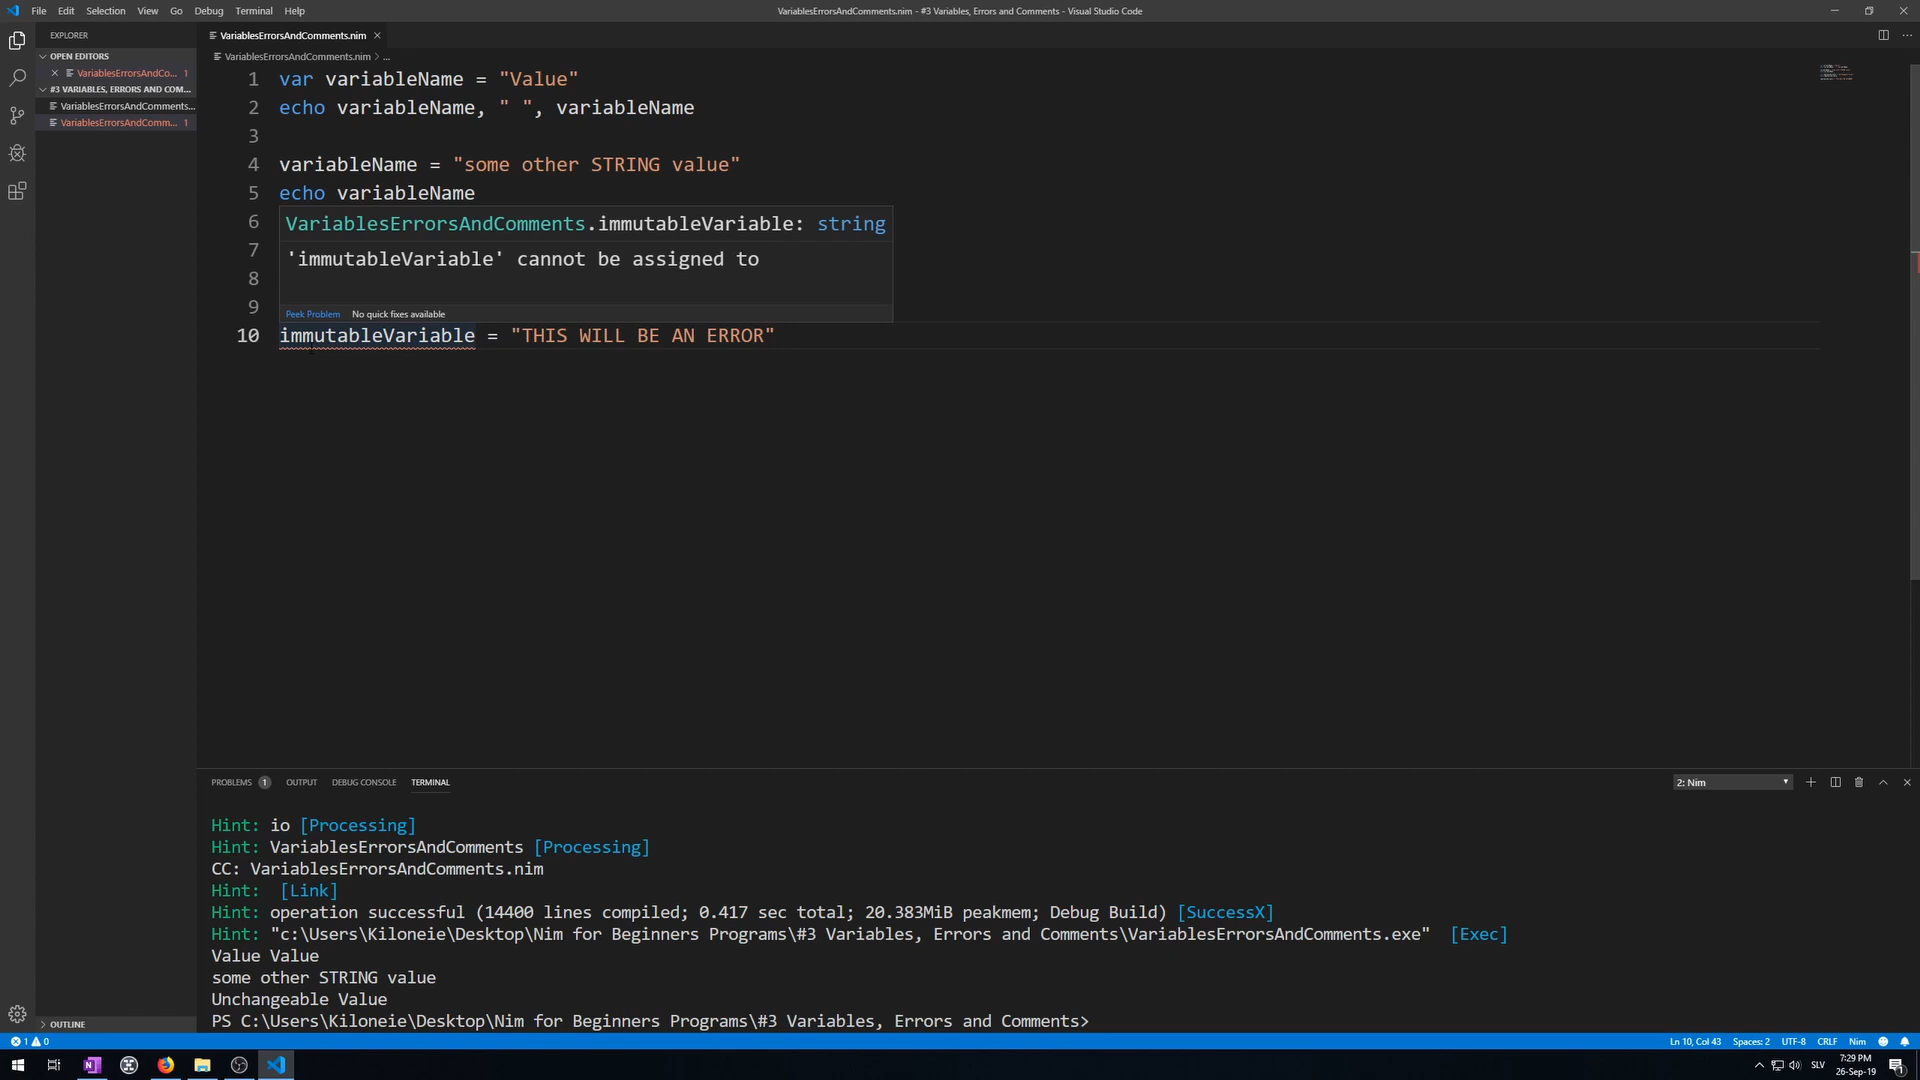 File Edit Selection View Go Debug Terminal Help
VariablesErrorsAndComments.nim - #3 Variables, Errors and Comments - Visual Studio Code
EXPLORER
OPEN EDITORS
VariablesErrorsAndCo... 1
#3 VARIABLES, ERRORS AND COM...
VariablesErrorsAndComments...
VariablesErrorsAndComm... 1
OUTLINE
VariablesErrorsAndComments.nim
VariablesErrorsAndComments.nim > ...
1 var variableName = "Value"
2 echo variableName, " ", variableName
3
4 variableName = "some other STRING value"
5 echo variableName
6
7
8
9
VariablesErrorsAndComments.immutableVariable: string
'immutableVariable' cannot be assigned to
Peek Problem No quick fixes available
10 immutableVariable = "THIS WILL BE AN ERROR"
PROBLEMS 1 OUTPUT DEBUG CONSOLE TERMINAL
2: Nim
Hint: io [Processing]
Hint: VariablesErrorsAndComments [Processing]
CC: VariablesErrorsAndComments.nim
Hint: [Link]
Hint: operation successful (14400 lines compiled; 0.417 sec total; 20.383MiB peakmem; Debug Build) [SuccessX]
Hint: "c:\Users\Kiloneie\Desktop\Nim for Beginners Programs\#3 Variables, Errors and Comments\VariablesErrorsAndComments.exe" [Exec]
Value Value
some other STRING value
Unchangeable Value
PS C:\Users\Kiloneie\Desktop\Nim for Beginners Programs\#3 Variables, Errors and Comments>
1 0
Ln 10, Col 43 Spaces: 2 UTF-8 CRLF Nim
SLV
7:29 PM
26-Sep-19